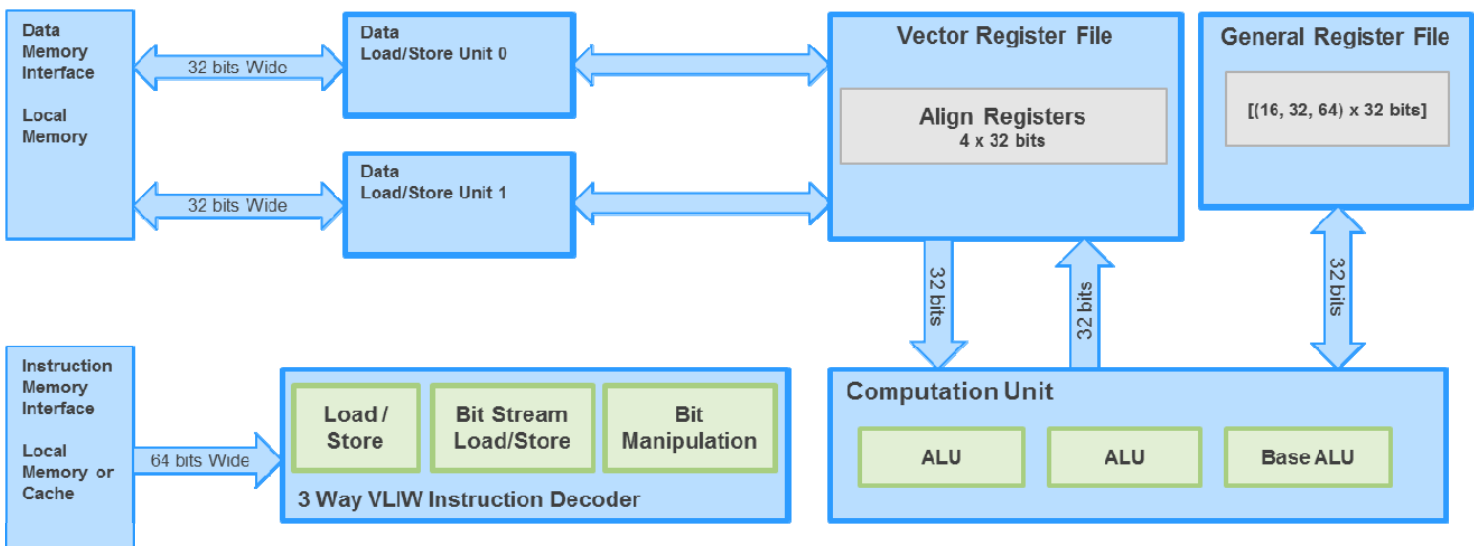 Data
Memory
Interface
Local
Memory
32 bits Wide
32 bits Wide
Data
Load/Store Unit 0
Data
Load/Store Unit 1
Vector Register File
Align Registers
4 x 32 bits
General Register File
[(16, 32, 64) x 32 bits]
32 bits
32 bits
32 bits
Instruction
Memory
Interface
Local
Memory or
Cache
64 bits Wide
Load /
Store
Bit Stream
Load/Store
Bit
Manipulation
3 Way VLIW Instruction Decoder
Computation Unit
ALU
ALU
Base ALU